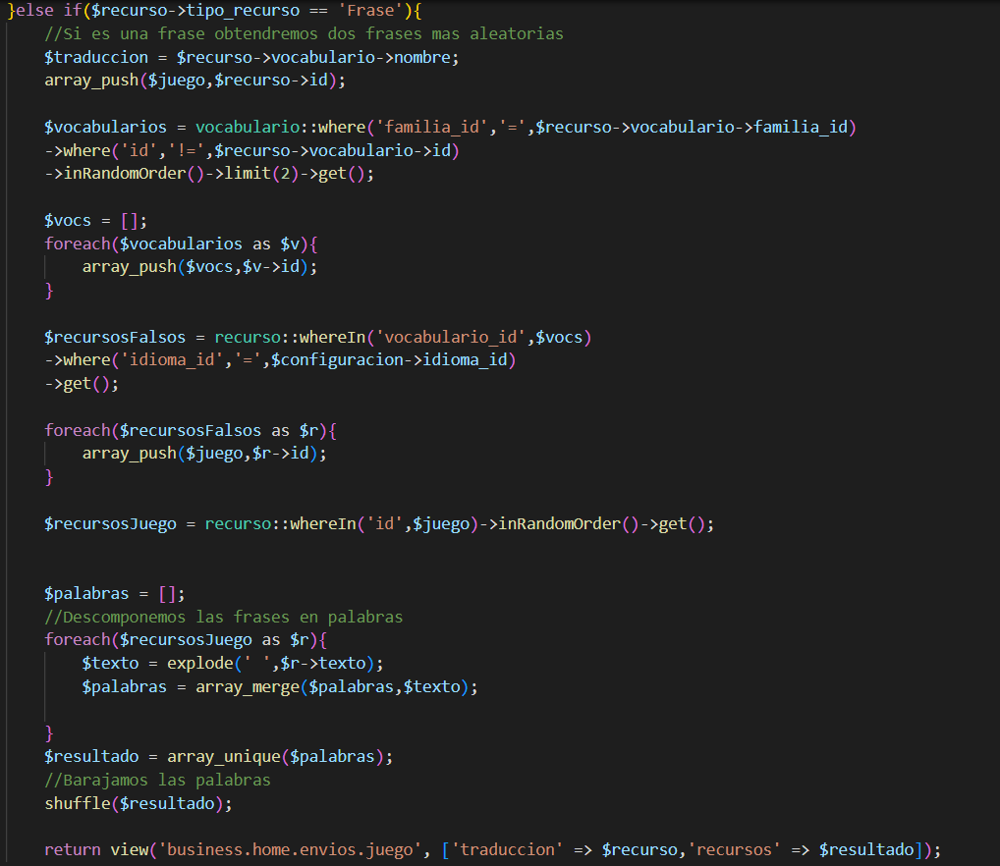 }else if($recurso->tipo_recurso == 'Frase'){
//Si es una frase obtendremos dos frases mas aleatorias
$traduccion = $recurso->vocabulario->nombre;
array_push($juego,$recurso->id);
$vocabularios = vocabulario::where('familia_id','=',$recurso->vocabulario->familia_id)
->where('id','!=',$recurso->vocabulario->id)
->inRandomOrder()->limit(2)->get();
$vocs = [];
foreach($vocabularios as $v){
array_push($vocs,$v->id);
}
$recursosFalsos = recurso::whereIn('vocabulario_id',$vocs)
->where('idioma_id','=',$configuracion->idioma_id)
->get();
foreach($recursosFalsos as $r){
array_push($juego,$r->id);
}
$recursosJuego = recurso::whereIn('id',$juego)->inRandomOrder()->get();
$palabras = [];
//Descomponemos las frases en palabras
foreach($recursosJuego as $r){
$texto = explode(' ',$r->texto);
$palabras = array_merge($palabras,$texto);
}
$resultado = array_unique($palabras);
//Barajamos las palabras
shuffle($resultado);
return view('business.home.envios.juego', ['traduccion' => $recurso,'recursos' => $resultado]);